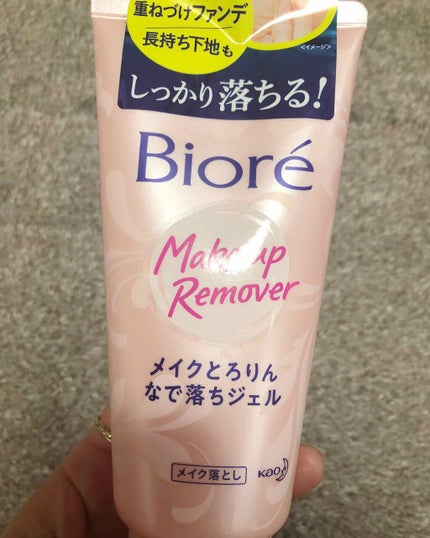 重ねづけファンデ
長持ち下地も
<イメージ>
しっかり落ちる!
Bioré
Makeup
Remover
メイクとろりん
なで落ちジェル
メイク落とし
Kao